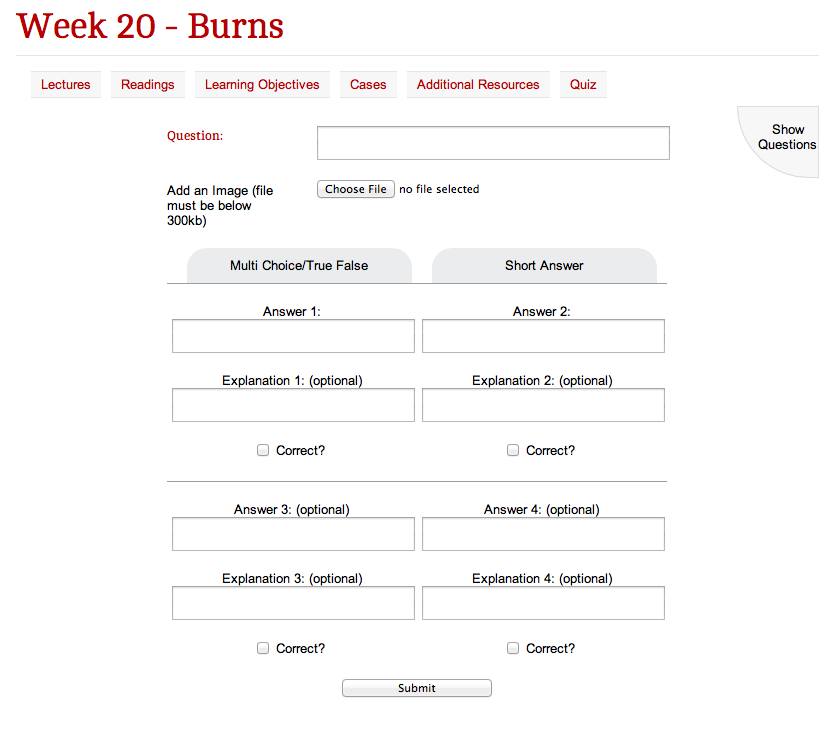 Week 20 - Burns
Lectures Readings Learning Objectives Cases Additional Resources Quiz
Show
Questions
Question:
Add an Image (file
must be below
300kb)
Choose File no file selected
Multi Choice/True False Short Answer
Answer 1: Answer 2:
Explanation 1: (optional) Explanation 2: (optional)
Correct? Correct?
Answer 3: (optional) Answer 4: (optional)
Explanation 3: (optional) Explanation 4: (optional)
Correct? Correct?
Submit